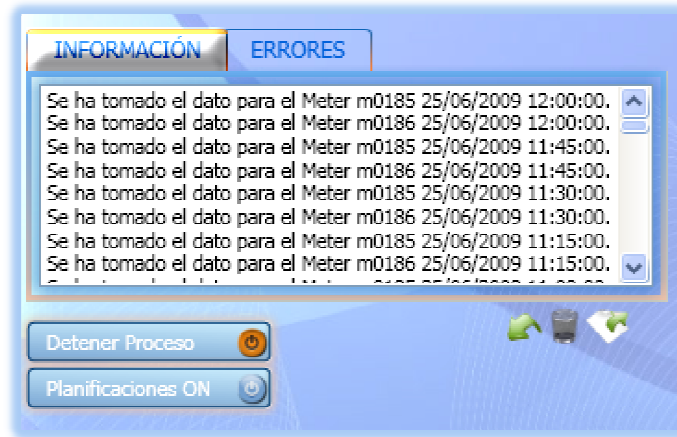 INFORMACIÓN ERRORES
Se ha tomado el dato para el Meter m0185 25/06/2009 12:00:00.
Se ha tomado el dato para el Meter m0186 25/06/2009 12:00:00.
Se ha tomado el dato para el Meter m0185 25/06/2009 11:45:00.
Se ha tomado el dato para el Meter m0186 25/06/2009 11:45:00.
Se ha tomado el dato para el Meter m0185 25/06/2009 11:30:00.
Se ha tomado el dato para el Meter m0186 25/06/2009 11:30:00.
Se ha tomado el dato para el Meter m0185 25/06/2009 11:15:00.
Se ha tomado el dato para el Meter m0186 25/06/2009 11:15:00.
Detener Proceso
Planificaciones ON